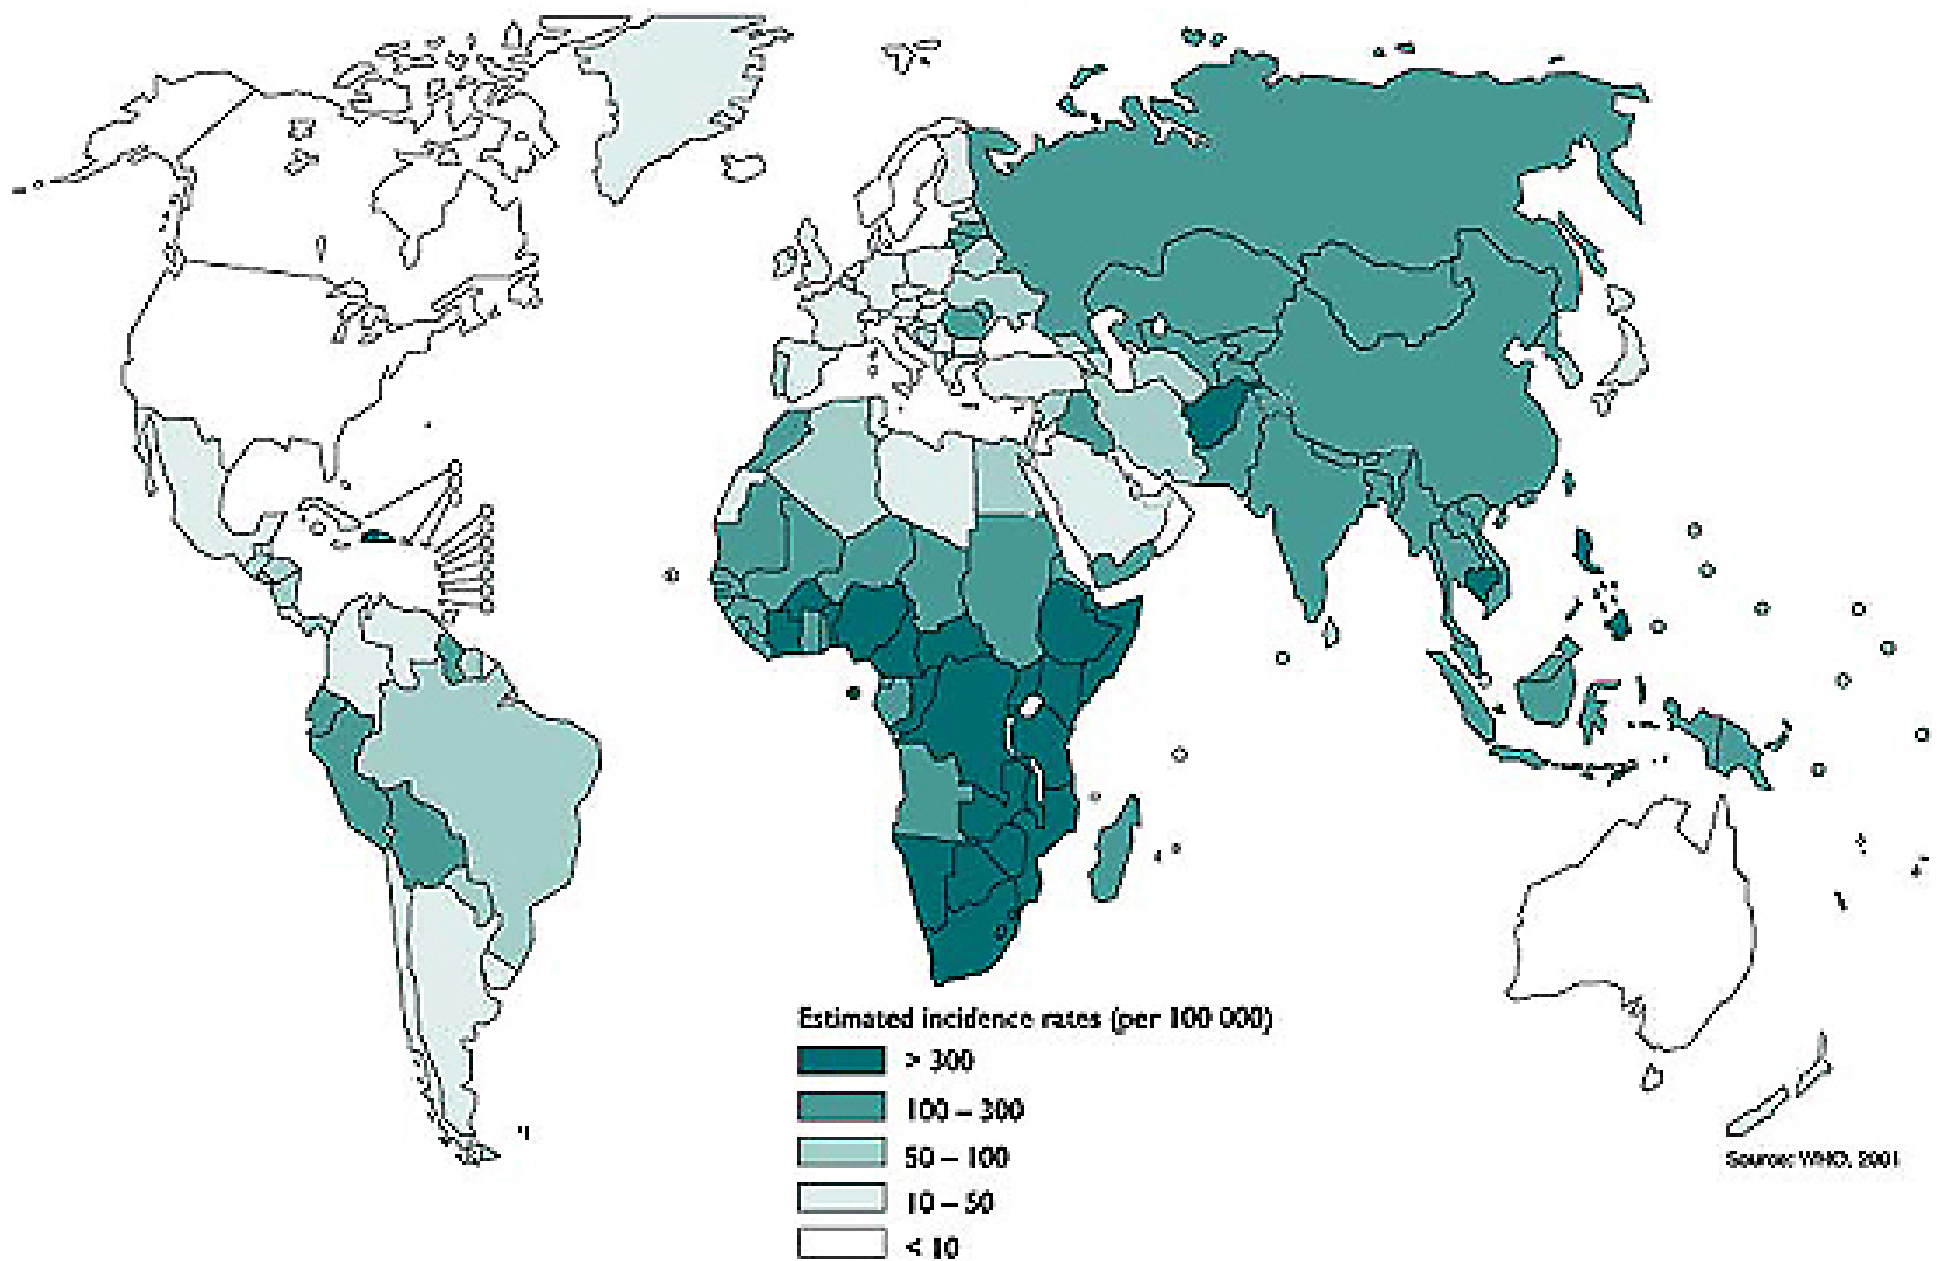 Estimated incidence rates (per 100 000)
> 300
100 – 300
50 – 100
10 – 50
< 10
Source: WHO, 2001